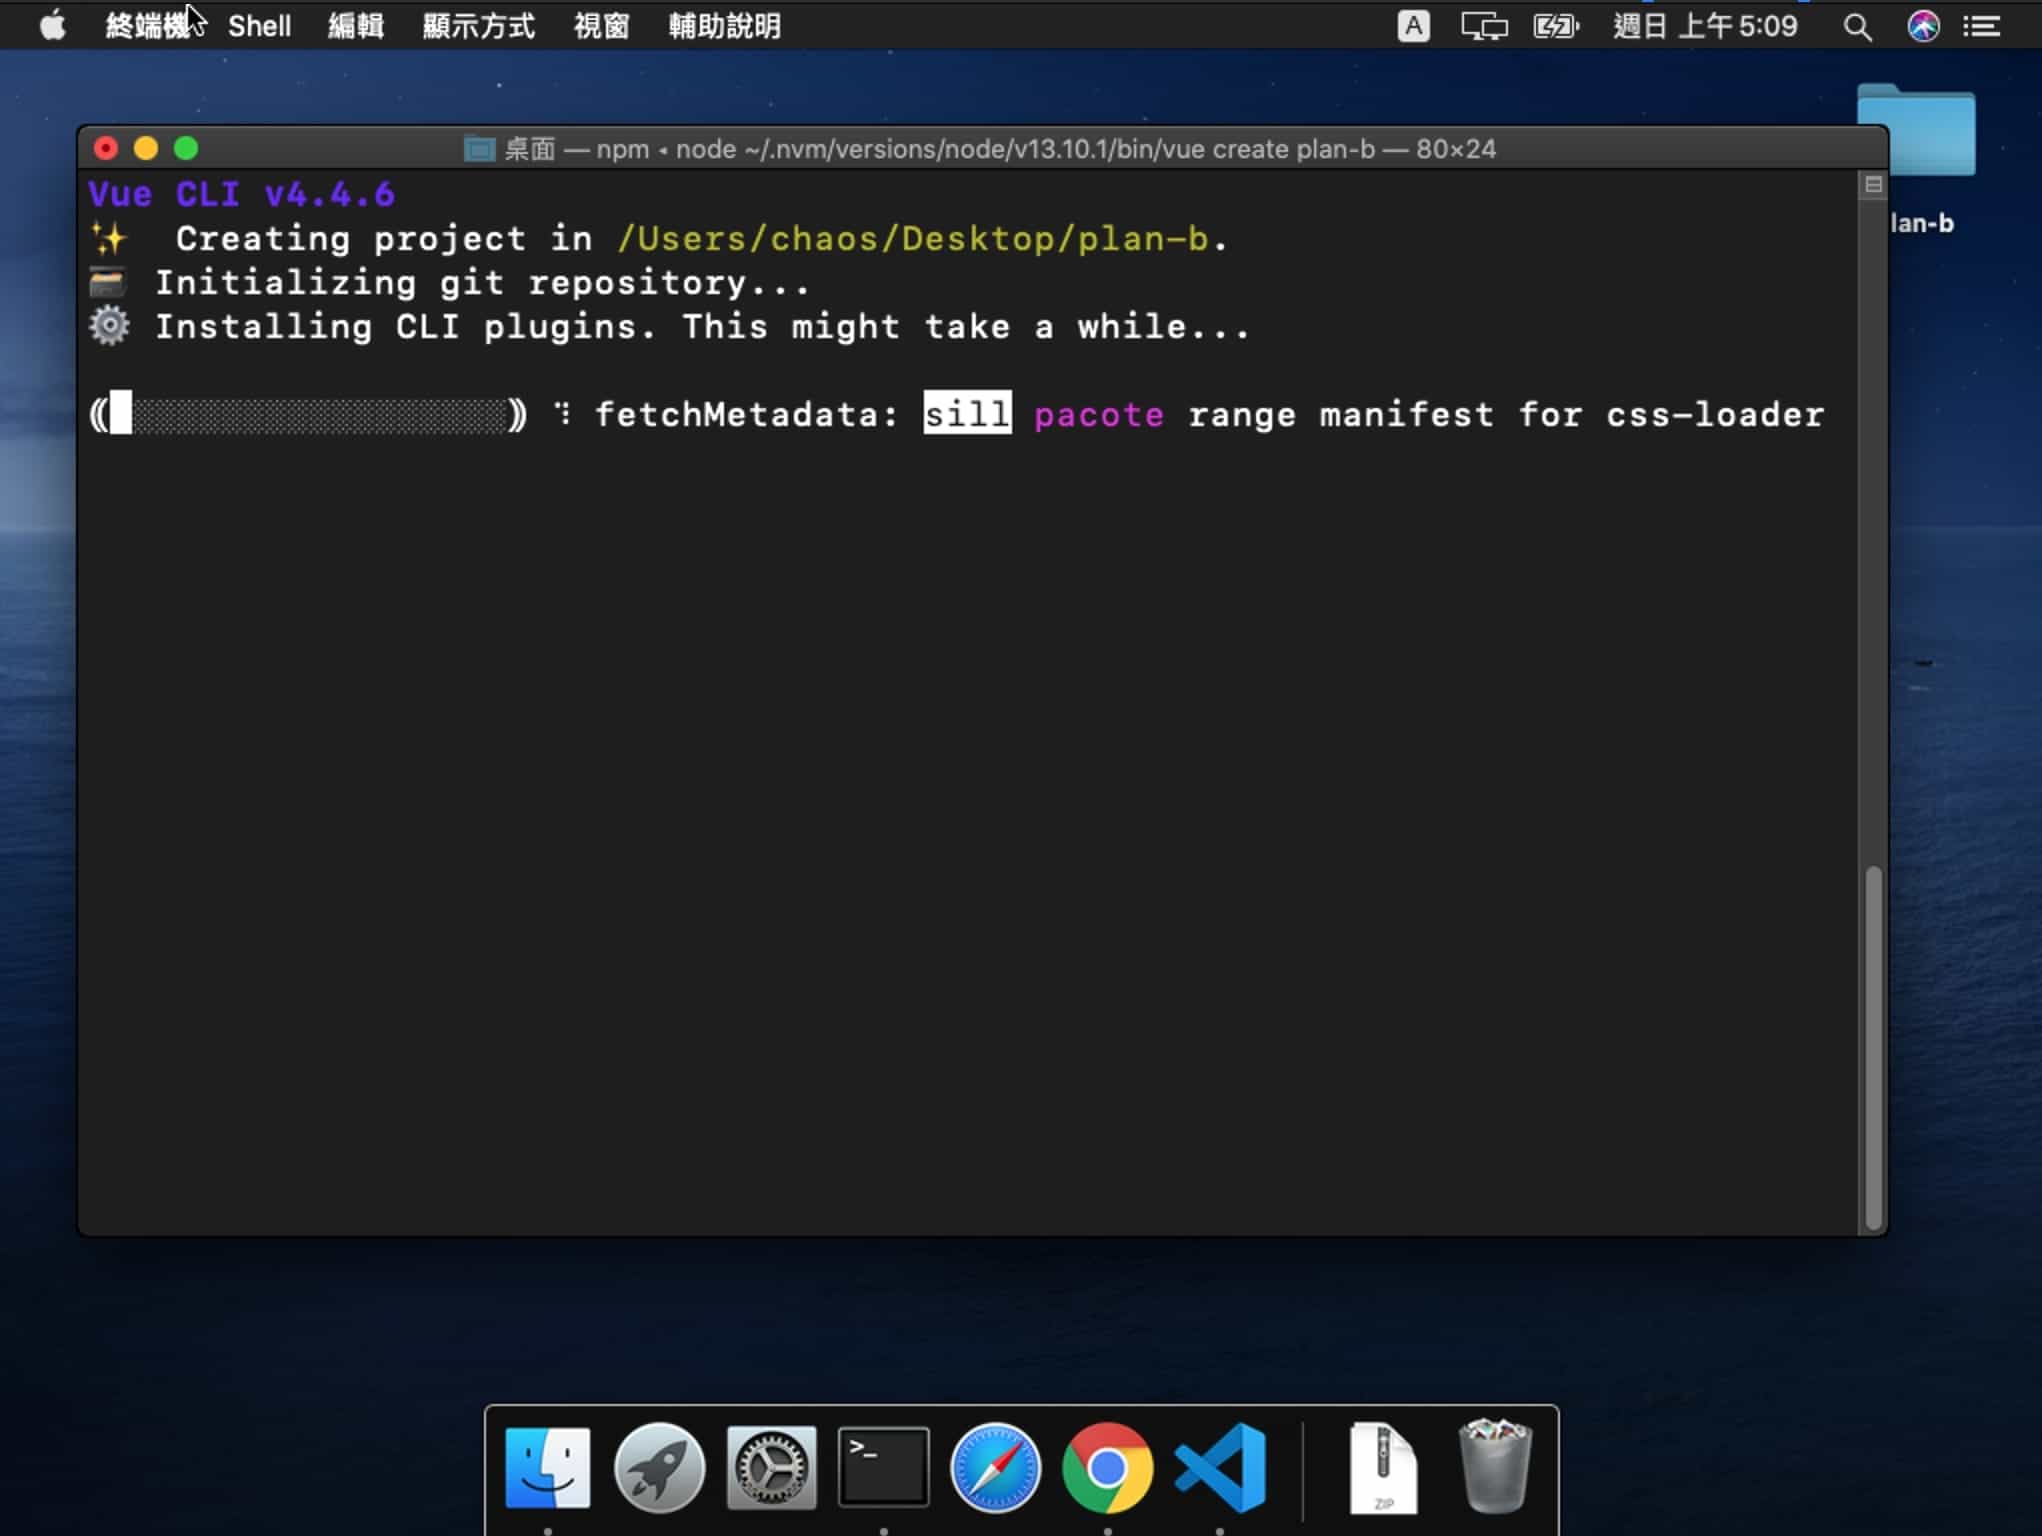 終端機 Shell 編輯 顯示方式 視窗 輔助說明 A 週日 上午5:09
桌面 — npm ◂ node ~/.nvm/versions/node/v13.10.1/bin/vue create plan-b — 80×24
lan-b
Vue CLI v4.4.6
✨  Creating project in /Users/chaos/Desktop/plan-b.
🗃 Initializing git repository...
⚙️ Installing CLI plugins. This might take a while...
fetchMetadata: sill pacote range manifest for css-loader
>_
ZIP